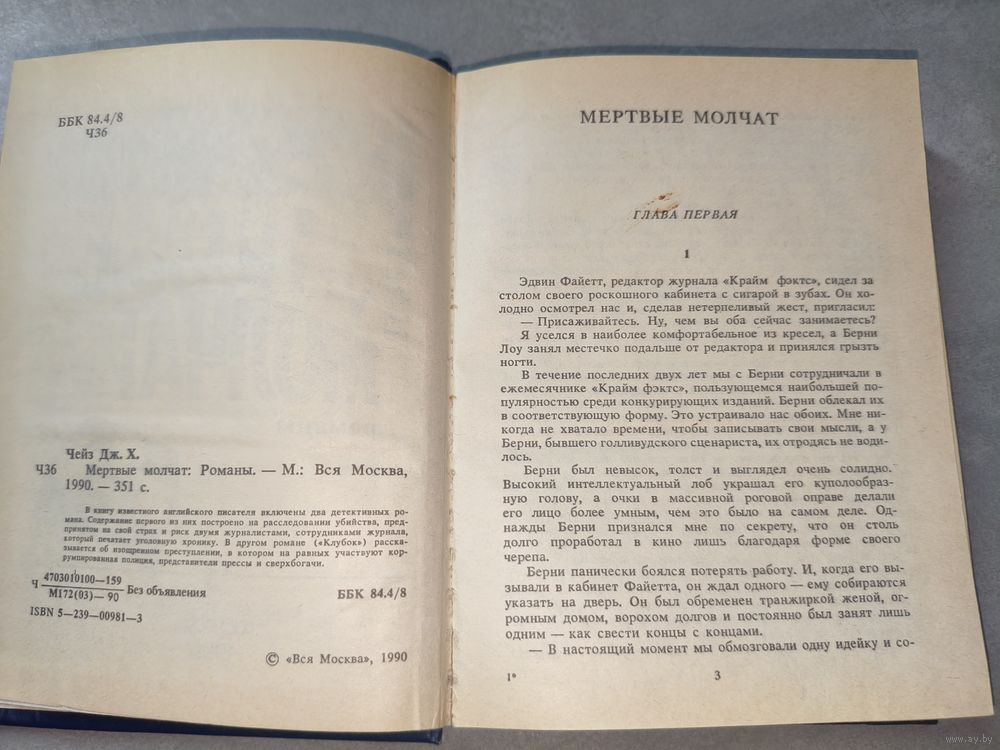 ББК 84.4/8
Ч36
Чейз Дж. Х.
Ч36 Мертвые молчат: Романы. — М.: Вся Москва,
1990. — 351 с.
В книгу известного английского писателя включены два детективных ро-
мана. Содержание первого из них построено на расследовании убийства, пред-
принятом на свой страх и риск двумя журналистами, сотрудниками журнала,
который печатает уголовную хронику. В другом романе («Клубок») расска-
зывается об изощренном преступлении, в котором на равных участвуют кор-
румпированная полиция, представители прессы и сверхбогачи.
Ч 4703010100—159
М172(03)— 90 Без объявления
ББК 84.4/8
ISBN 5—239—00981—3
© «Вся Москва», 1990
МЕРТВЫЕ МОЛЧАТ
ГЛАВА ПЕРВАЯ
1
Эдвин Файетт, редактор журнала «Крайм фэктс», сидел за
столом своего роскошного кабинета с сигарой в зубах. Он хо-
лодно осмотрел нас и, сделав нетерпеливый жест, пригласил:
— Присаживайтесь. Ну, чем вы оба сейчас занимаетесь?
Я уселся в наиболее комфортабельное из кресел, а Берни
Лоу занял местечко подальше от редактора и принялся грызть
ногти.
В течение последних двух лет мы с Берни сотрудничали в
ежемесячнике «Крайм фэктс», пользующемся наибольшей по-
пулярностью среди конкурирующих изданий. Берни облекал их
в соответствующую форму. Это устраивало нас обоих. Мне ни-
когда не хватало времени, чтобы записывать свои мысли, а у
Берни, бывшего голливудского сценариста, их отродясь не води-
лось.
Берни был невысок, толст и выглядел очень солидно.
Высокий интеллектуальный лоб украшал его куполообраз-
ную голову, а очки в массивной роговой оправе делали
его лицо более умным, чем это было на самом деле. Од-
нажды Берни признался мне по секрету, что он столь
долго проработал в кино лишь благодаря форме своего
черепа.
Берни панически боялся потерять работу. И, когда его вы-
зывали в кабинет Файетта, он ждал одного — ему собираются
указать на дверь. Он был обременен транжиркой женой, ог-
ромным домом, ворохом долгов и постоянно был занят лишь
одним — как свести концы с концами.
— В настоящий момент мы обмозговали одну идейку и со-
1*
3
www.ay.by